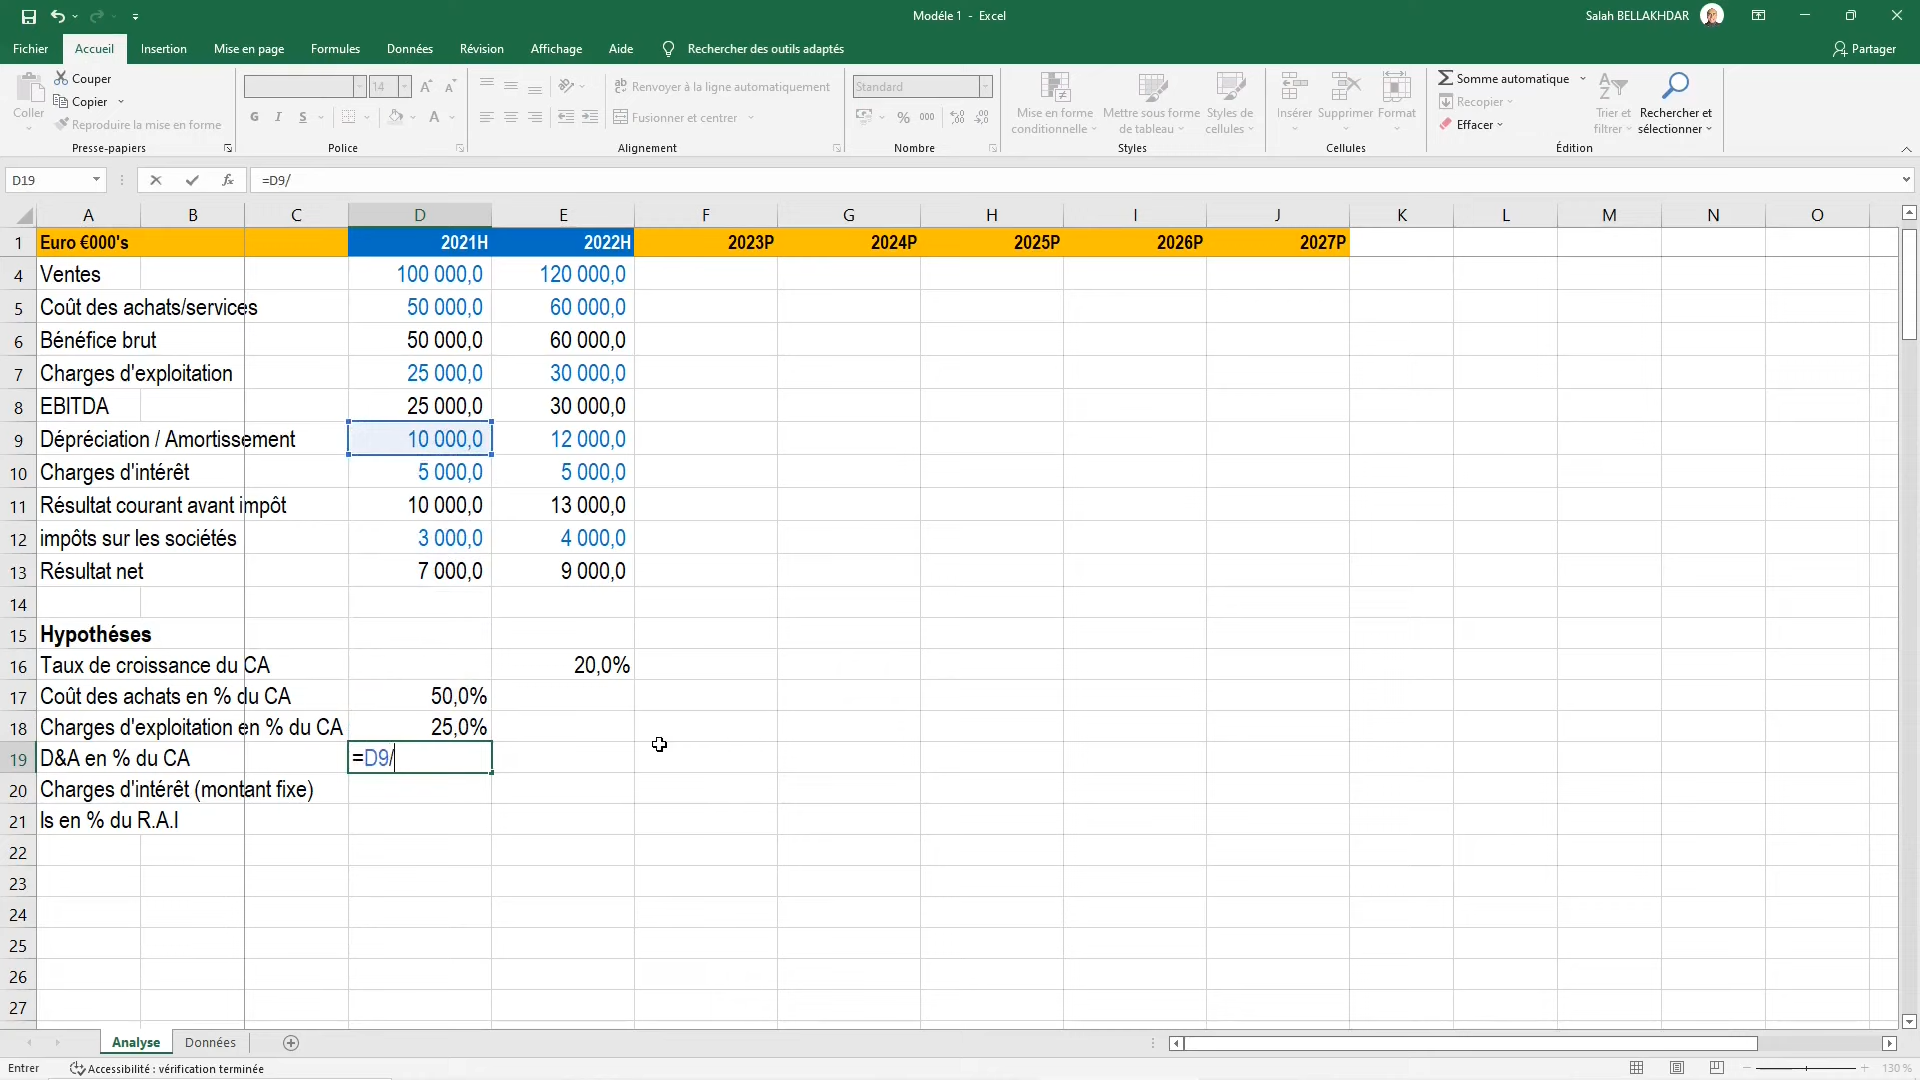 Modéle 1 - Excel
Salah BELLAKHDAR
Fichier Accueil Insertion Mise en page Formules Données Révision Affichage Aide Rechercher des outils adaptés Partager
Coller
Couper
Copier
Reproduire la mise en forme
Presse-papiers
14
G I S
Police
Renvoyer à la ligne automatiquement
Fusionner et centrer
Alignement
Standard
% 000
Nombre
Mise en forme conditionnelle
Mettre sous forme de tableau
Styles de cellules
Styles
Insérer Supprimer Format
Cellules
Somme automatique
Recopier
Effacer
Trier et filtrer
Rechercher et sélectionner
Édition
D19 fx =D9/
A B C D E F G H I J K L M N O
1 Euro €000's 2021H 2022H 2023P 2024P 2025P 2026P 2027P
4 Ventes 100 000,0 120 000,0
5 Coût des achats/services 50 000,0 60 000,0
6 Bénéfice brut 50 000,0 60 000,0
7 Charges d'exploitation 25 000,0 30 000,0
8 EBITDA 25 000,0 30 000,0
9 Dépréciation / Amortissement 10 000,0 12 000,0
10 Charges d'intérêt 5 000,0 5 000,0
11 Résultat courant avant impôt 10 000,0 13 000,0
12 impôts sur les sociétés 3 000,0 4 000,0
13 Résultat net 7 000,0 9 000,0
14
15 Hypothéses
16 Taux de croissance du CA 20,0%
17 Coût des achats en % du CA 50,0%
18 Charges d'exploitation en % du CA 25,0%
19 D&A en % du CA =D9/
20 Charges d'intérêt (montant fixe)
21 Is en % du R.A.I
22
23
24
25
26
27
Analyse Données
Entrer Accessibilité : vérification terminée 130 %